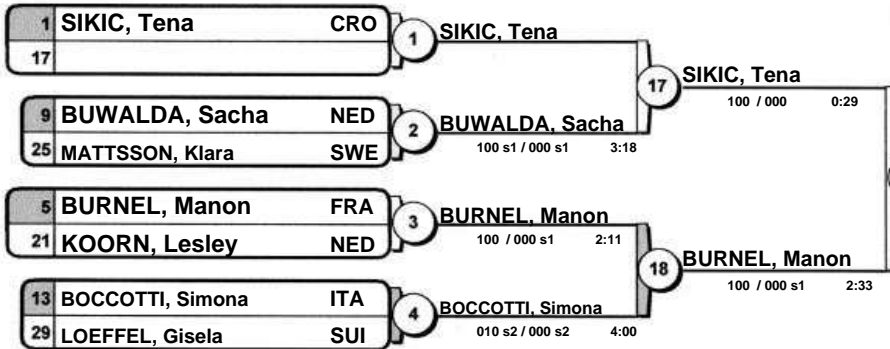 1 SIKIC, Tena CRO
17
1
SIKIC, Tena
9 BUWALDA, Sacha NED
25 MATTSSON, Klara SWE
2
BUWALDA, Sacha
100 s1 / 000 s1 3:18
17
SIKIC, Tena
100 / 000 0:29
5 BURNEL, Manon FRA
21 KOORN, Lesley NED
3
BURNEL, Manon
100 / 000 s1 2:11
13 BOCCOTTI, Simona ITA
29 LOEFFEL, Gisela SUI
4
BOCCOTTI, Simona
010 s2 / 000 s2 4:00
18
BURNEL, Manon
100 / 000 s1 2:33